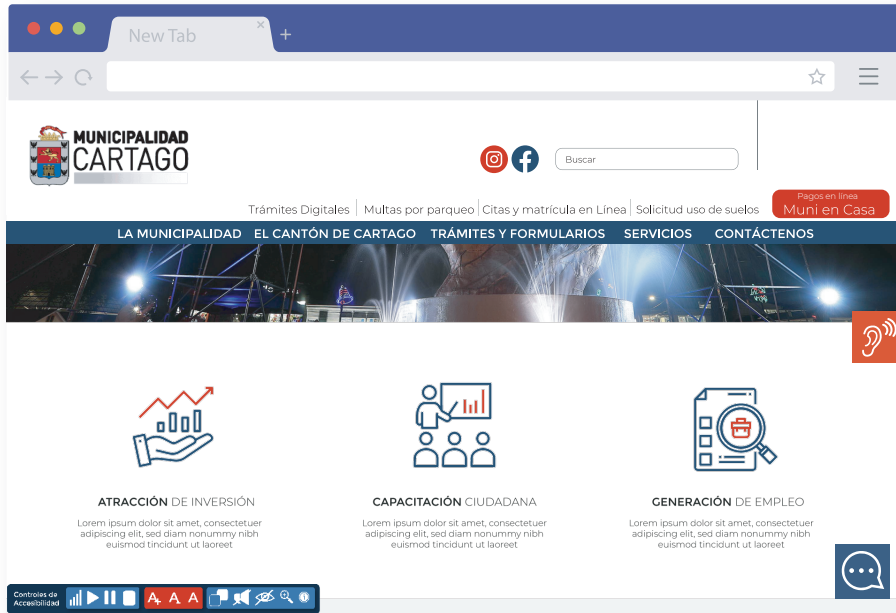 New Tab
MUNICIPALIDAD
CARTAGO
Buscar
Trámites Digitales Multas por parqueo Citas y matrícula en Línea Solicitud uso de suelos
Pagos en línea
Muni en Casa
LA MUNICIPALIDAD EL CANTÓN DE CARTAGO TRÁMITES Y FORMULARIOS SERVICIOS CONTÁCTENOS
ATRACCIÓN DE INVERSIÓN
Lorem ipsum dolor sit amet, consectetuer
adipiscing elit, sed diam nonummy nibh
euismod tincidunt ut laoreet
CAPACITACIÓN CIUDADANA
Lorem ipsum dolor sit amet, consectetuer
adipiscing elit, sed diam nonummy nibh
euismod tincidunt ut laoreet
GENERACIÓN DE EMPLEO
Lorem ipsum dolor sit amet, consectetuer
adipiscing elit, sed diam nonummy nibh
euismod tincidunt ut laoreet
Controles de
Accesibilidad
A+ A A